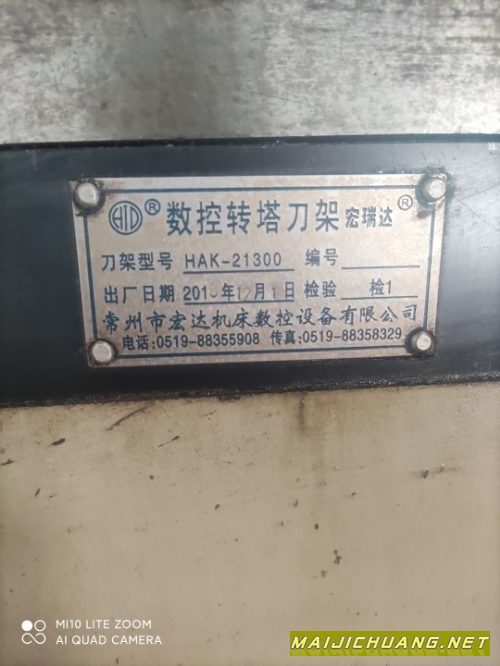 HTD ® 数控转塔刀架 宏瑞达 ®
刀架型号 HAK-21300 编号
出厂日期 年12月1日 检验 检1
常州市宏达机床数控设备有限公司
电话:0519-88355908 传真:0519-88358329
MI10 LITE ZOOM
AI QUAD CAMERA
MAIJICHUANG.NET